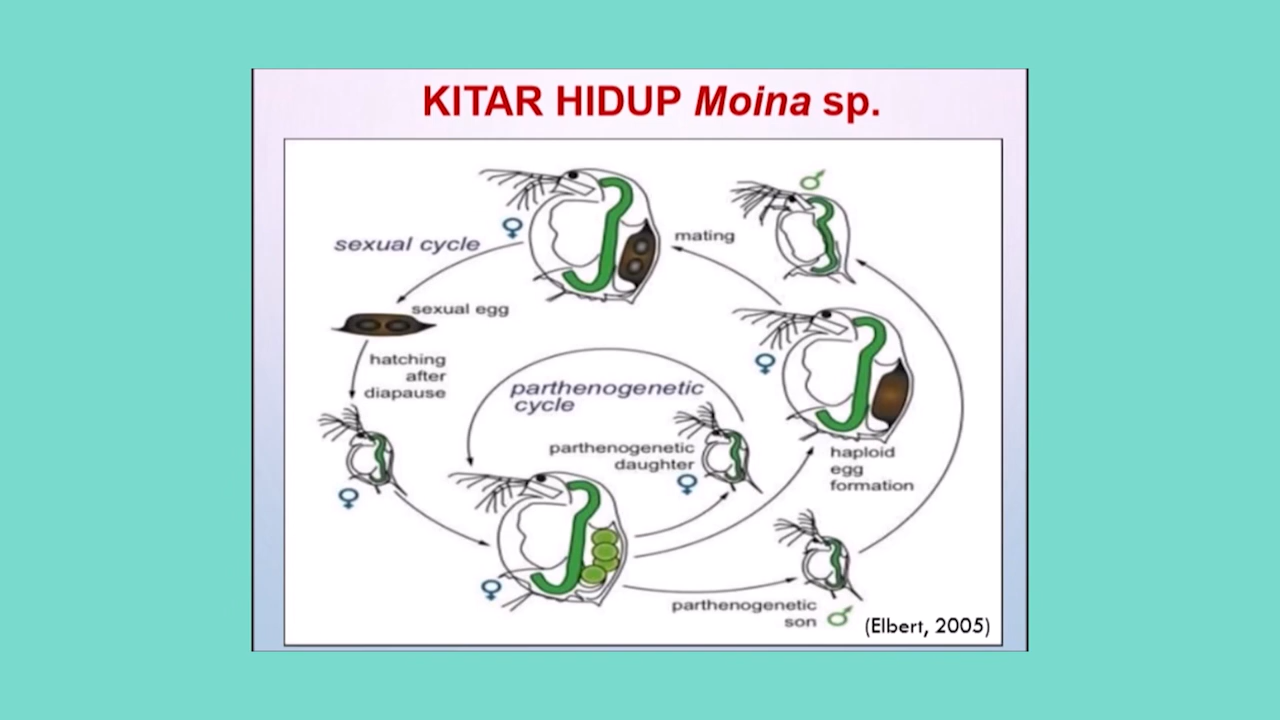 KITAR HIDUP Moina sp.
sexual cycle
mating
sexual egg
hatching
after
diapause
parthenogenetic
cycle
parthenogenetic
daughter
haploid
egg
formation
parthenogenetic
son
(Elbert, 2005)